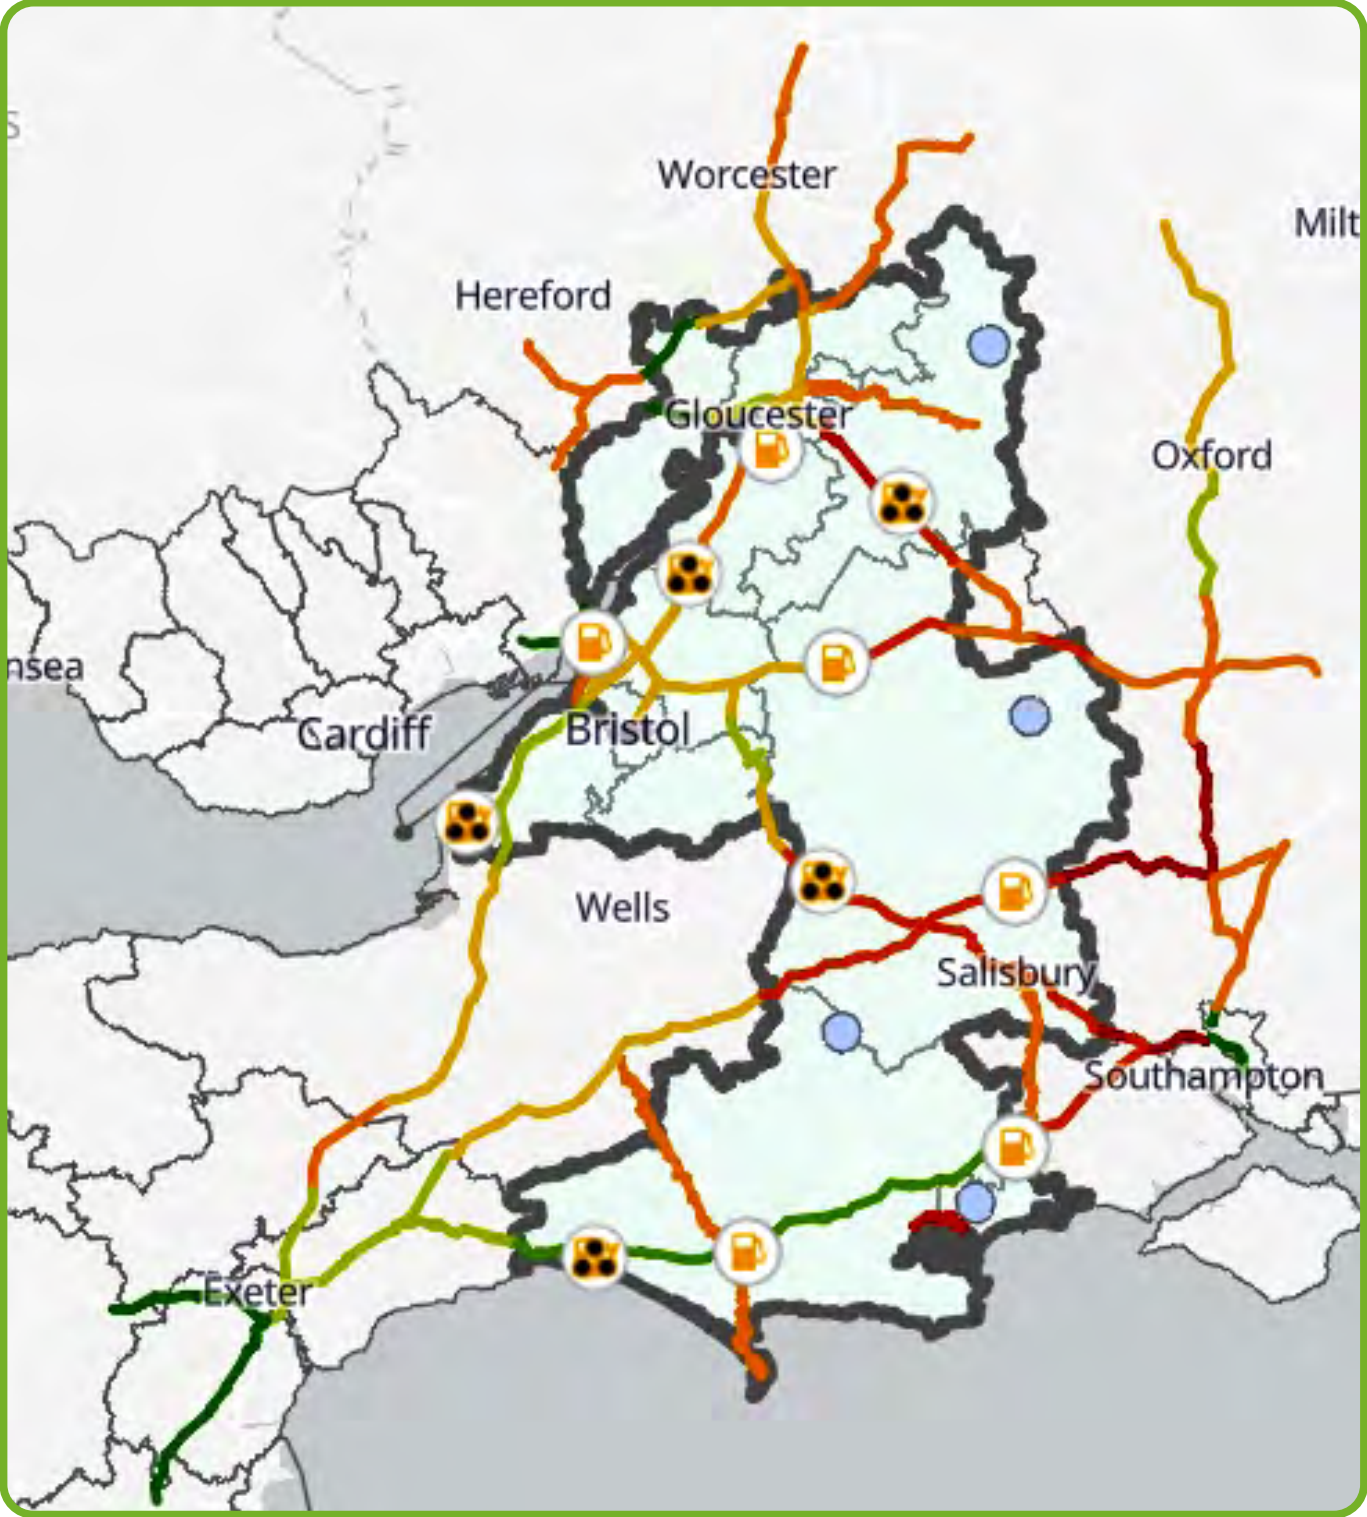 s
Worcester
Milt
Hereford
Gloucester
Oxford
nsea
Cardiff
Bristol
Wells
Salisbury
Southampton
Exeter